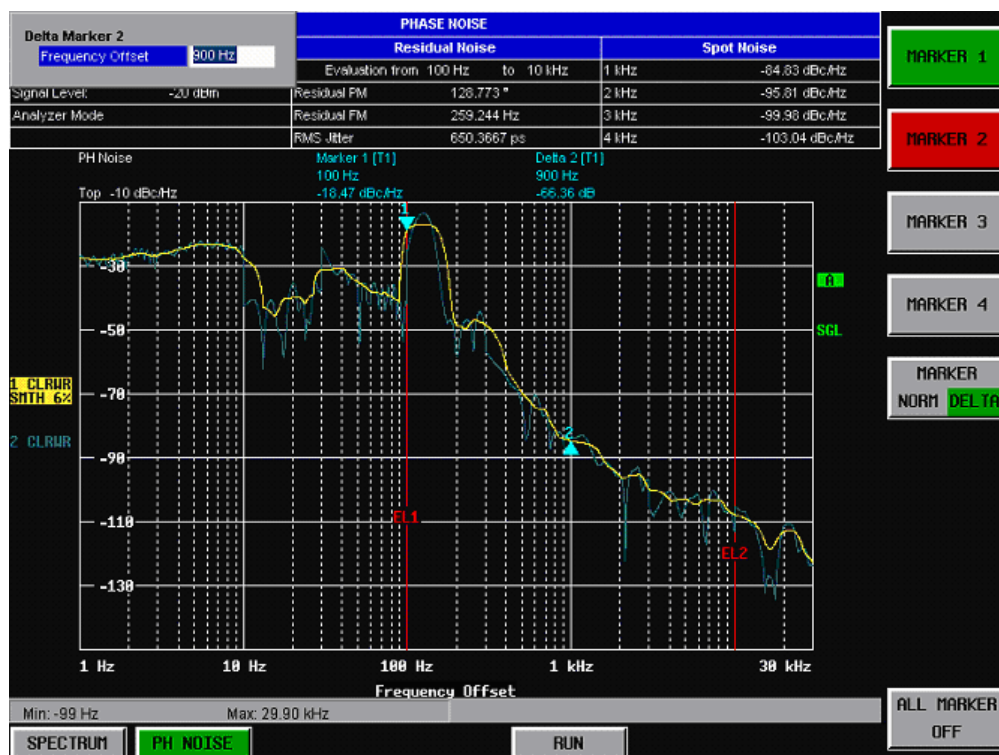 Delta Marker 2
Frequency Offset 900 Hz
PHASE NOISE
Residual Noise
Spot Noise
Evaluation from 100 Hz to 10 kHz
1 kHz -84.83 dBc/Hz
Signal Level: -20 dBm
Residual PM 128.773 °
2 kHz -95.81 dBc/Hz
Analyzer Mode
Residual FM 259.244 Hz
3 kHz -99.98 dBc/Hz
RMS Jitter 650.3667 ps
4 kHz -103.04 dBc/Hz
PH Noise
Marker 1 [T1]
Delta 2 [T1]
100 Hz
900 Hz
Top -10 dBc/Hz
-18.47 dBc/Hz
-66.36 dB
1
-30
-50
-70
-90
-110
-130
2
EL1
EL2
1 CLRWR
SMTH 6%
2 CLRWR
A
SGL
1 Hz
10 Hz
100 Hz
1 kHz
30 kHz
Frequency Offset
Min: -99 Hz
Max: 29.90 kHz
SPECTRUM
PH NOISE
RUN
MARKER 1
MARKER 2
MARKER 3
MARKER 4
MARKER
NORM DELTA
ALL MARKER
OFF